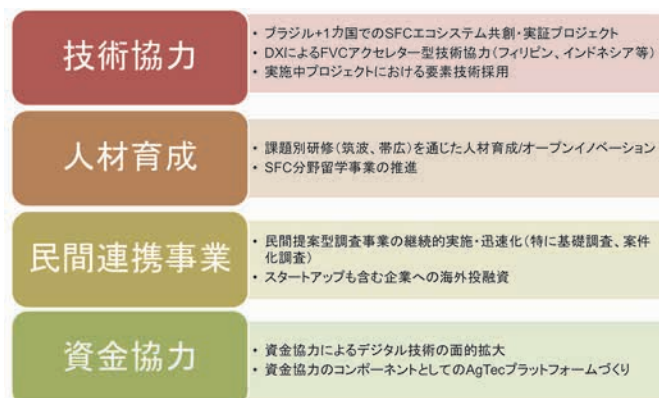 技術協力
・ブラジル+1カ国でのSFCエコシステム共創・実証プロジェクト
・DXによるFVCアクセレター型技術協力(フィリピン、インドネシア等)
・実施中プロジェクトにおける要素技術採用
人材育成
・課題別研修(筑波、帯広)を通じた人材育成/オープンイノベーション
・SFC分野留学事業の推進
民間連携事業
・民間提案型調査事業の継続的実施・迅速化(特に基礎調査、案件
化調査)
・スタートアップも含む企業への海外投融資
資金協力
・資金協力によるデジタル技術の面的拡大
・資金協力のコンポーネントとしてのAgTecプラットフォームづくり